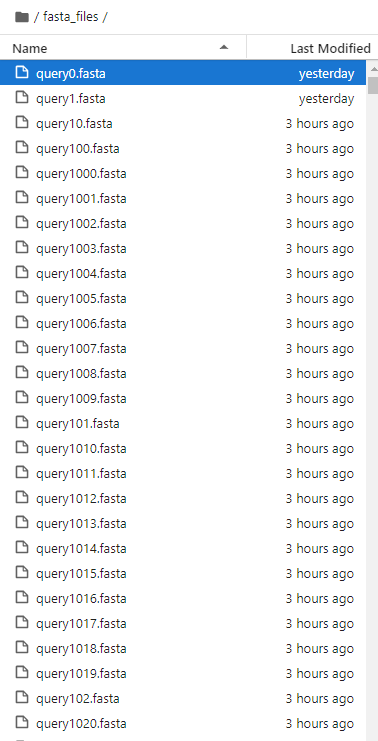 / fasta_files /
Name Last Modified
query0.fasta yesterday
query1.fasta yesterday
query10.fasta 3 hours ago
query100.fasta 3 hours ago
query1000.fasta 3 hours ago
query1001.fasta 3 hours ago
query1002.fasta 3 hours ago
query1003.fasta 3 hours ago
query1004.fasta 3 hours ago
query1005.fasta 3 hours ago
query1006.fasta 3 hours ago
query1007.fasta 3 hours ago
query1008.fasta 3 hours ago
query1009.fasta 3 hours ago
query101.fasta 3 hours ago
query1010.fasta 3 hours ago
query1011.fasta 3 hours ago
query1012.fasta 3 hours ago
query1013.fasta 3 hours ago
query1014.fasta 3 hours ago
query1015.fasta 3 hours ago
query1016.fasta 3 hours ago
query1017.fasta 3 hours ago
query1018.fasta 3 hours ago
query1019.fasta 3 hours ago
query102.fasta 3 hours ago
query1020.fasta 3 hours ago